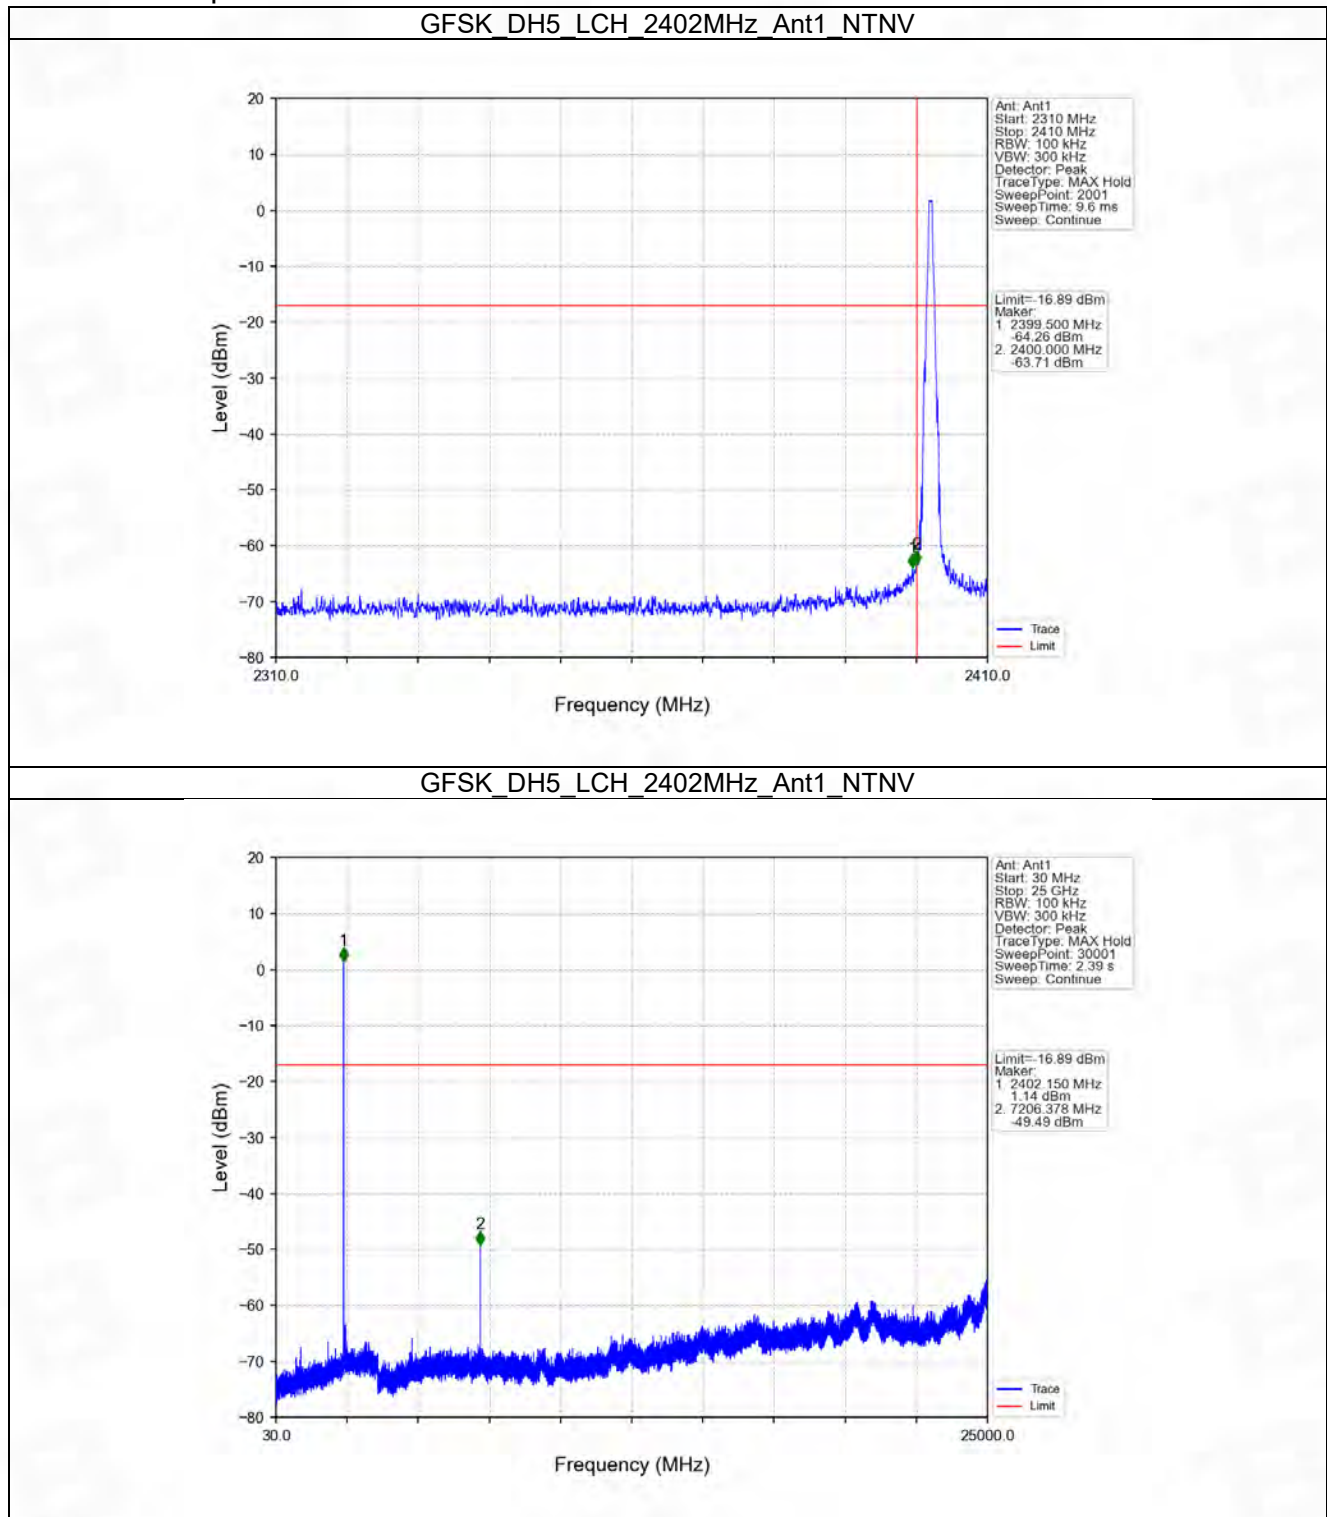 GFSK_DH5_LCH_2402MHz_Ant1_NTNV
20
10
0
−10
−20
−30
−40
−50
−60
−70
−80
Level (dBm)
2310.0
2410.0
Frequency (MHz)
Ant: Ant1
Start: 2310 MHz
Stop: 2410 MHz
RBW: 100 kHz
VBW: 300 kHz
Detector: Peak
TraceType: MAX Hold
SweepPoint: 2001
SweepTime: 9.6 ms
Sweep: Continue
Limit=-16.89 dBm
Maker:
1. 2399.500 MHz
-64.26 dBm
2. 2400.000 MHz
-63.71 dBm
Trace
Limit
GFSK_DH5_LCH_2402MHz_Ant1_NTNV
20
10
0
−10
−20
−30
−40
−50
−60
−70
−80
Level (dBm)
1
2
30.0
25000.0
Frequency (MHz)
Ant: Ant1
Start: 30 MHz
Stop: 25 GHz
RBW: 100 kHz
VBW: 300 kHz
Detector: Peak
TraceType: MAX Hold
SweepPoint: 30001
SweepTime: 2.39 s
Sweep: Continue
Limit=-16.89 dBm
Maker:
1. 2402.150 MHz
1.14 dBm
2. 7206.378 MHz
-49.49 dBm
Trace
Limit